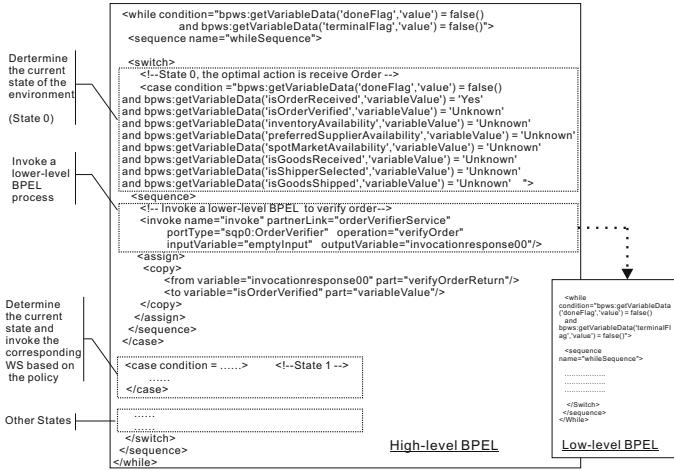 <while condition="bpws:getVariableData('doneFlag','value') = false()
and bpws:getVariableData('terminalFlag','value') = false()">
<sequence name="whileSequence">
<switch>
<!--State 0, the optimal action is receive Order -->
<case condition ="bpws:getVariableData('doneFlag','value') = false()
and bpws:getVariableData('isOrderReceived','variableValue') = 'Yes'
and bpws:getVariableData('isOrderVerified','variableValue') = 'Unknown'
and bpws:getVariableData('inventoryAvailability','variableValue') = 'Unknown'
and bpws:getVariableData('preferredSupplierAvailability','variableValue') = 'Unknown'
and bpws:getVariableData('spotMarketAvailability','variableValue') = 'Unknown'
and bpws:getVariableData('isGoodsReceived','variableValue') = 'Unknown'
and bpws:getVariableData('isShipperSelected','variableValue') = 'Unknown'
and bpws:getVariableData('isGoodsShipped','variableValue') = 'Unknown' ">
<sequence>
<!-- Invoke a lower-level BPEL to verify order-->
<invoke name="invoke" partnerLink="orderVerifierService"
portType="sqp0:OrderVerifier" operation="verifyOrder"
inputVariable="emptyInput" outputVariable="invocationresponse00"/>
<assign>
<copy>
<from variable="invocationresponse00" part="verifyOrderReturn"/>
<to variable="isOrderVerified" part="variableValue"/>
</copy>
</assign>
</sequence>
</case>
<case condition = ......> <!--State 1 -->
......
</case>
......
......
</switch>
</sequence>
</while>
High-level BPEL
Dertermine
the current
state of the
environment
(State 0)
Invoke a
lower-level
BPEL
process
Determine
the current
state and
invoke the
corresponding
WS based on
the policy
Other States
<while
condition="bpws:getVariableData
('doneFlag','value') = false()
and
bpws:getVariableData('terminalFl
ag','value') = false()">
<sequence
name="whileSequence">
..................
..................
..................
</Switch>
</sequence>
</While>
Low-level BPEL